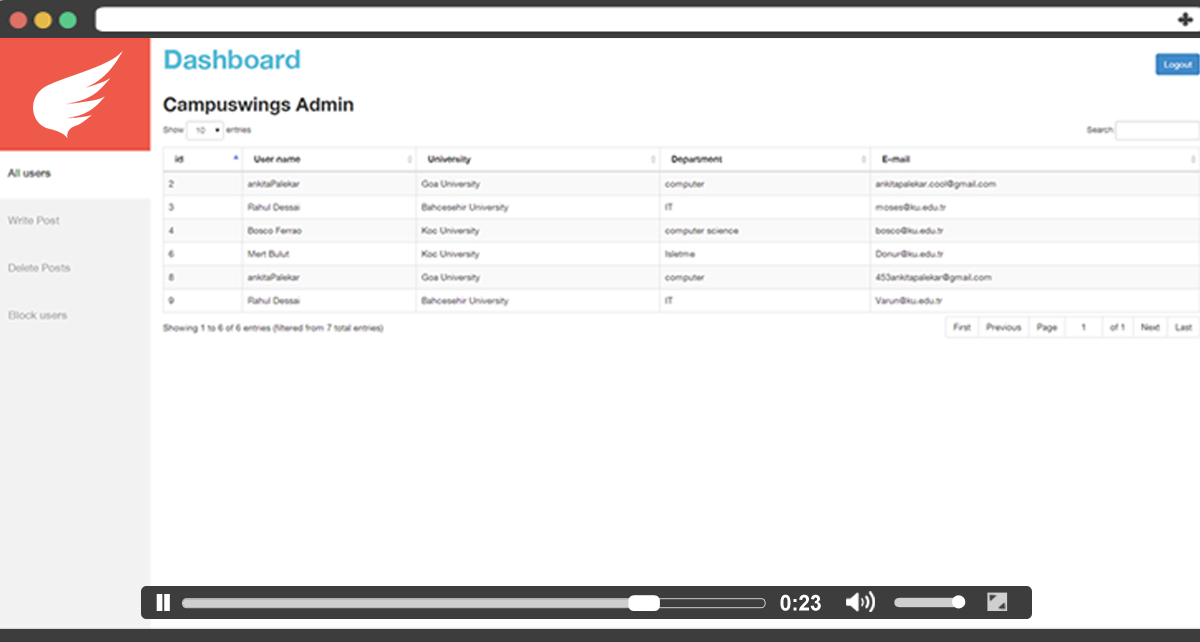 Dashboard
Logout
Campuswings Admin
Show 10 entries
Search:
id User name University Department E-mail
2 ankitaPalekar Goa University computer ankitapalekar.cool@gmail.com
3 Rahul Dessai Bahcesehir University IT moses@ku.edu.tr
4 Bosco Ferrao Koc University computer science bosco@ku.edu.tr
6 Mert Bulut Koc University Isletme Donur@ku.edu.tr
8 ankitaPalekar Goa University computer 453ankitapalekar@gmail.com
9 Rahul Dessai Bahcesehir University IT Varun@ku.edu.tr
Showing 1 to 6 of 6 entries (filtered from 7 total entries)
First Previous Page 1 of 1 Next Last
All users
Write Post
Delete Posts
Block users
0:23